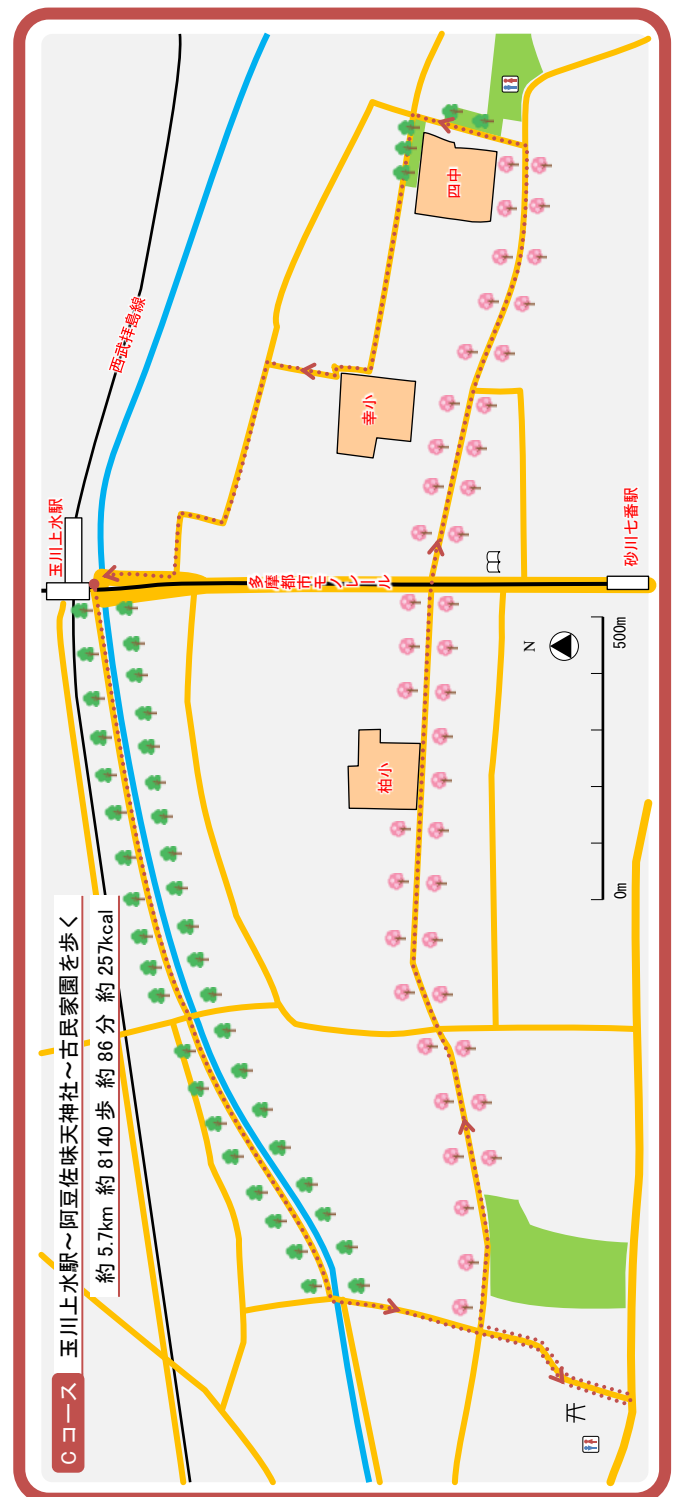 Cコース
玉川上水駅～阿豆佐味天神社～古民家園を歩く
約 5.7km 約 8140 歩 約 86 分 約 257kcal
西武拝島線
玉川上水駅
多摩都市モノレール
砂川七番駅
四中
幸小
柏小
N
0m
500m